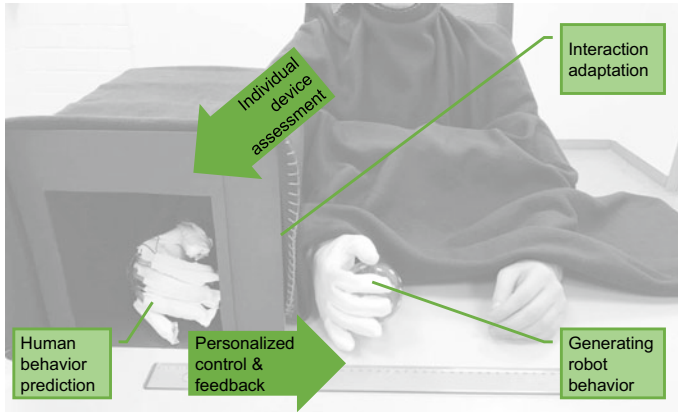 Individual
device
assessment
Interaction
adaptation
Human
behavior
prediction
Personalized
control &
feedback
Generating
robot
behavior